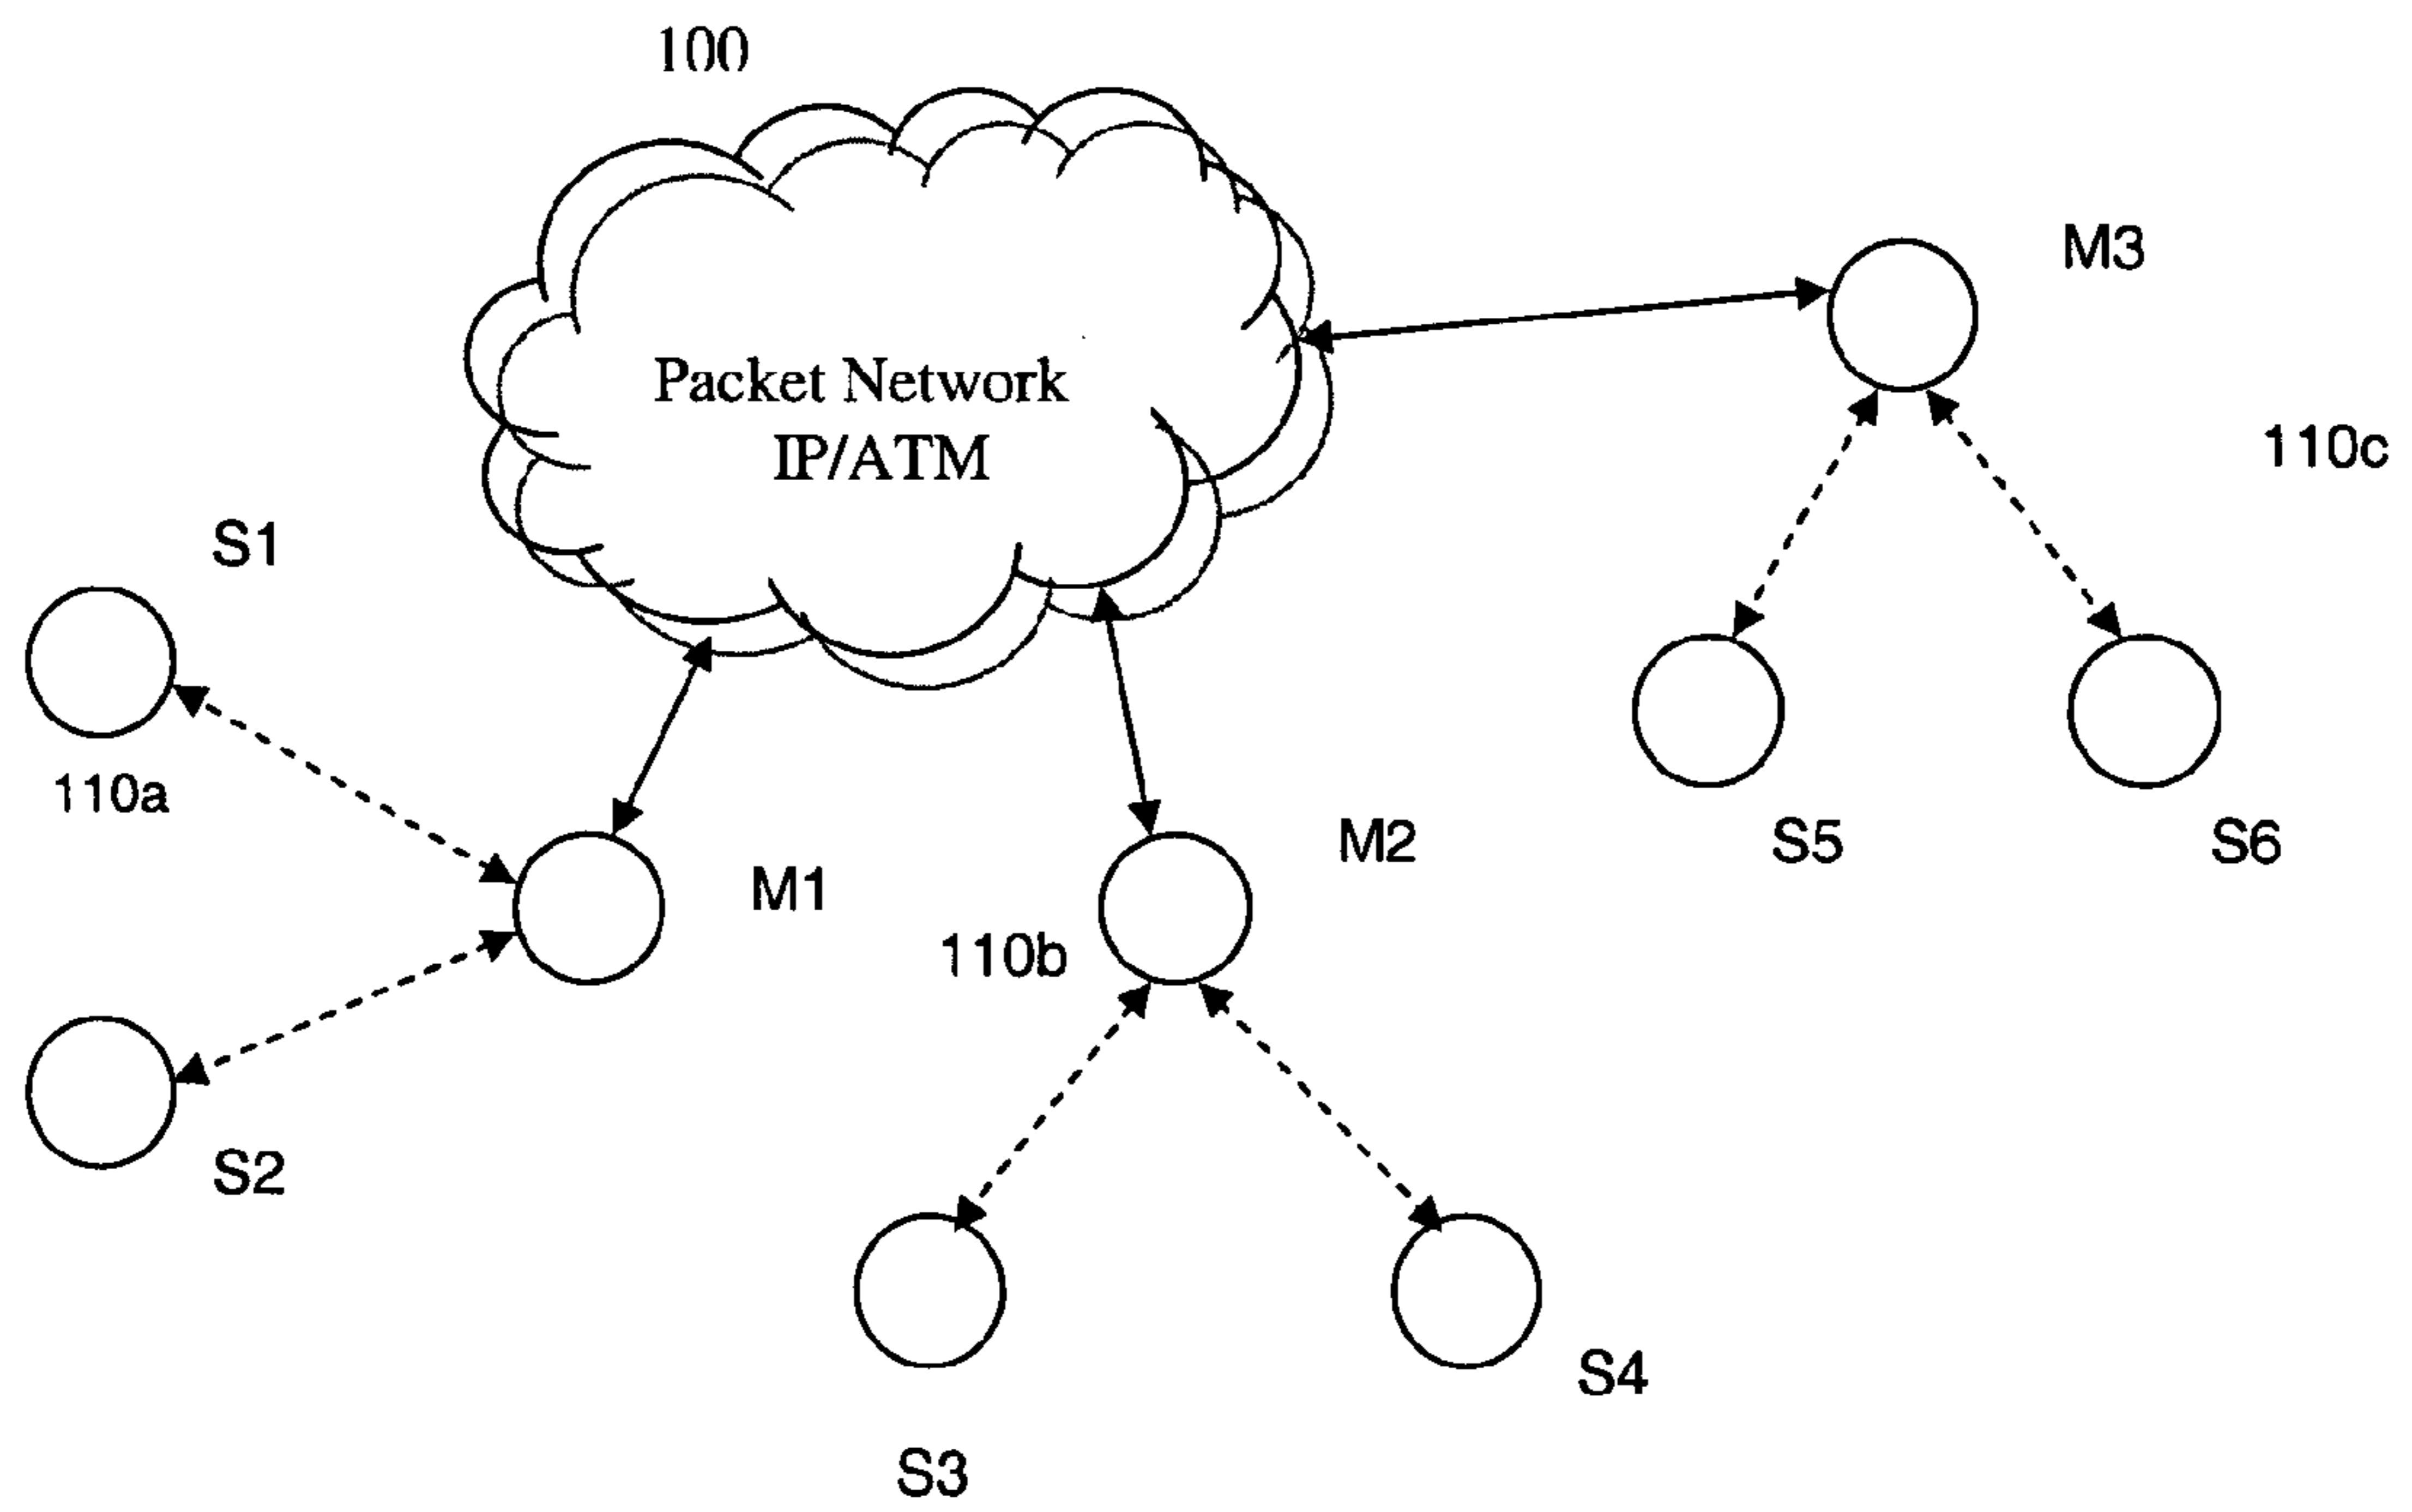 100
M3
Packet Network
IP/ATM
110c
S1
110a
M1
M2
S5
S6
110b
S2
S4
S3